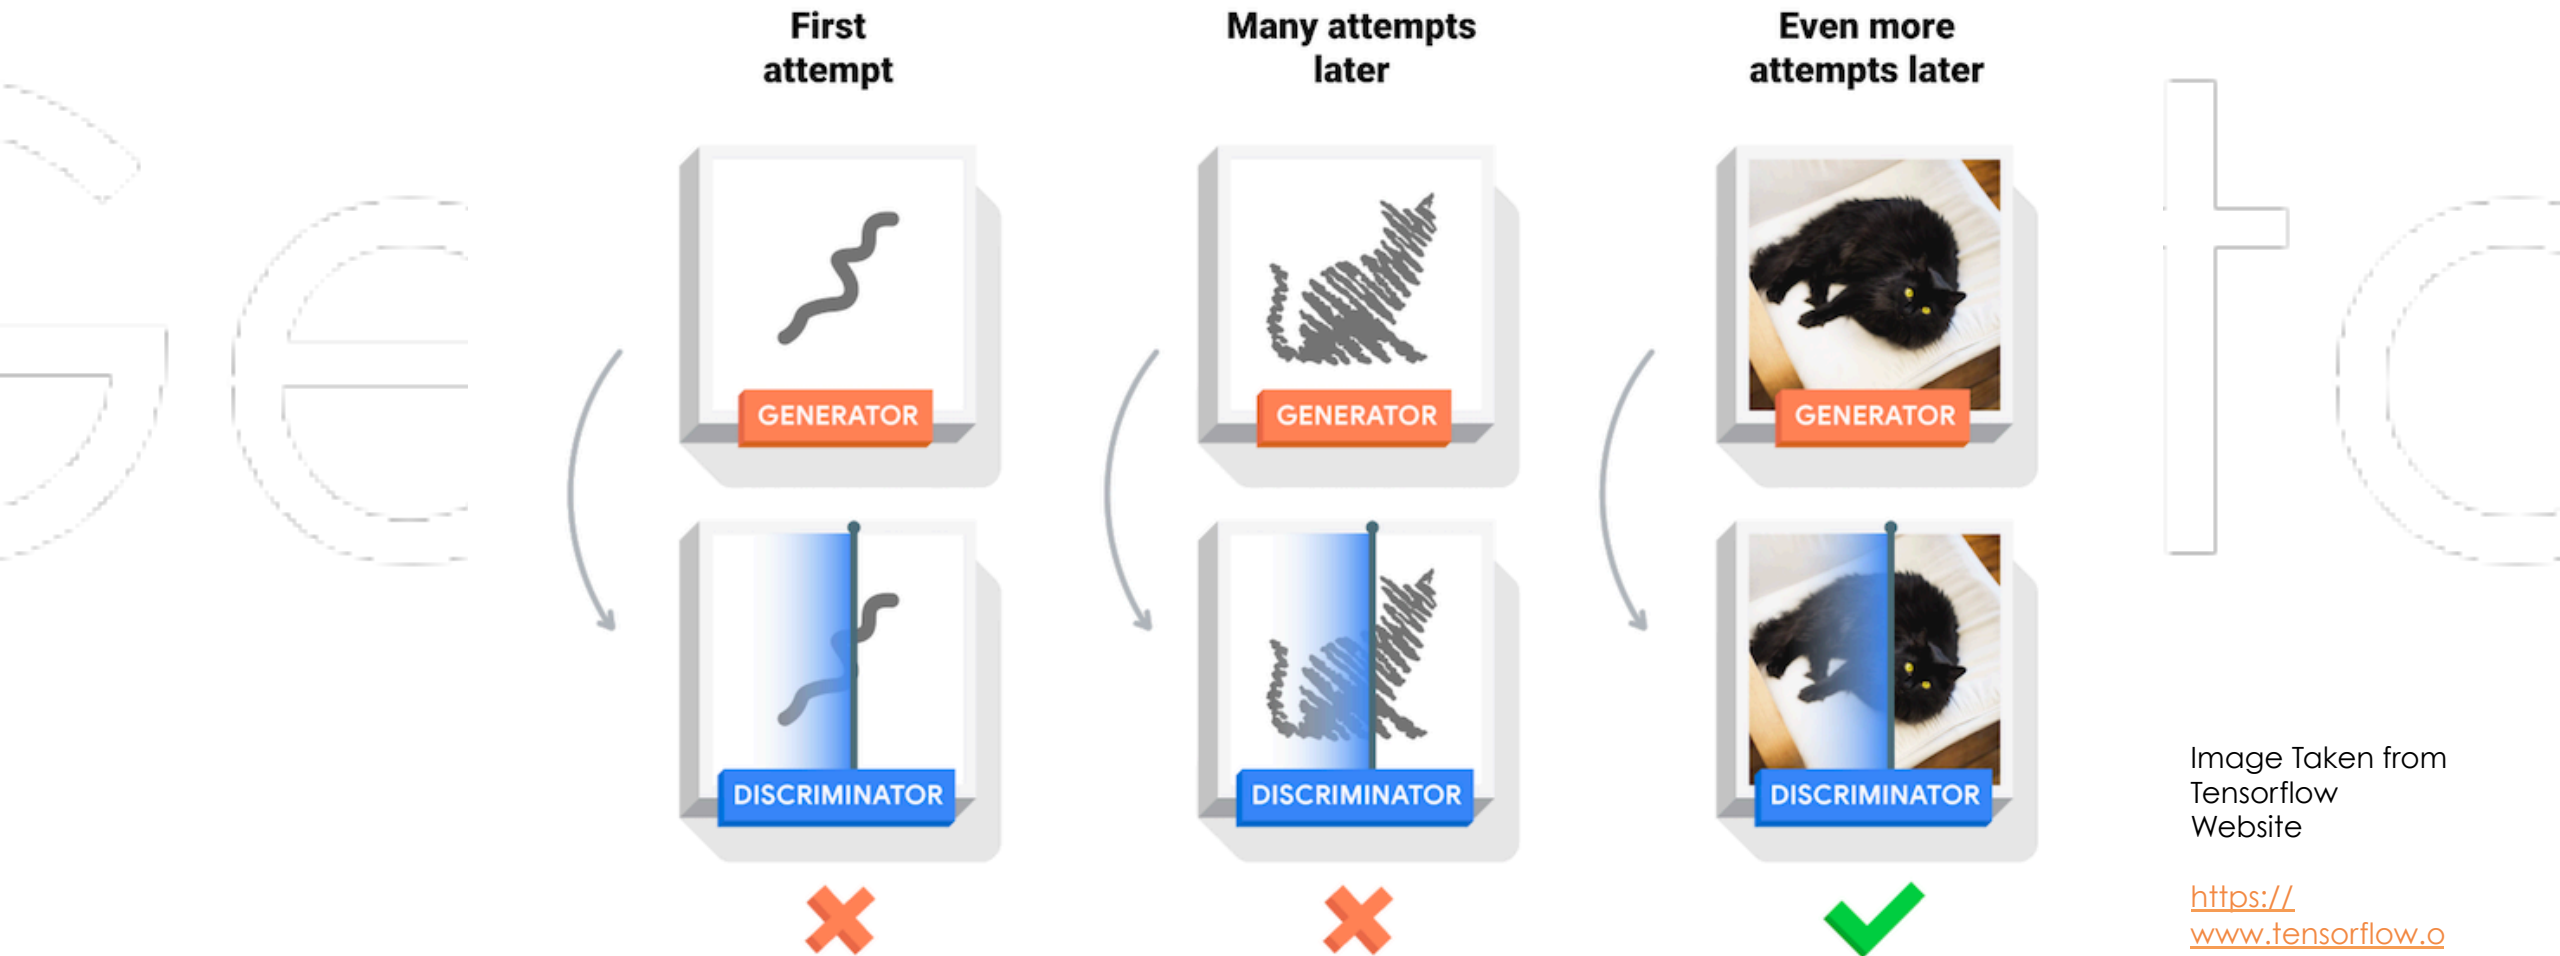 First
attempt
Many attempts
later
Even more
attempts later
GENERATOR
GENERATOR
GENERATOR
DISCRIMINATOR
DISCRIMINATOR
DISCRIMINATOR
Image Taken from
Tensorflow
Website
https://
www.tensorflow.o